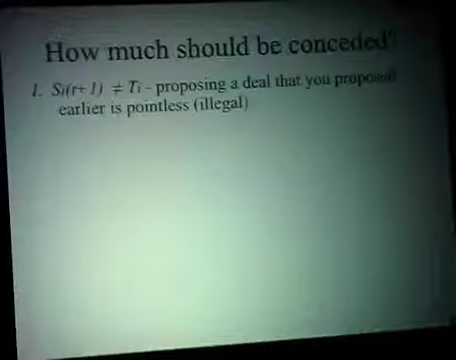 How much should be conceded?
1. Si(r+1) ≠ Ti - proposing a deal that you proposed
earlier is pointless (illegal)